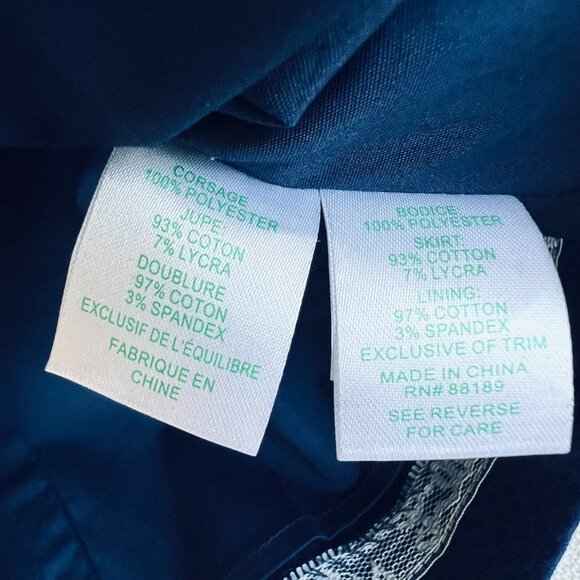 CORSAGE
100% POLYESTER
JUPE:
93% COTON
7% LYCRA
DOUBLURE
97% COTON
3% SPANDEX
EXCLUSIF DE L'ÉQUILIBRE
FABRIQUE EN
CHINE
BODICE
100% POLYESTER
SKIRT:
93% COTTON
7% LYCRA
LINING:
97% COTTON
3% SPANDEX
EXCLUSIVE OF TRIM
MADE IN CHINA
RN# 88189
SEE REVERSE
FOR CARE